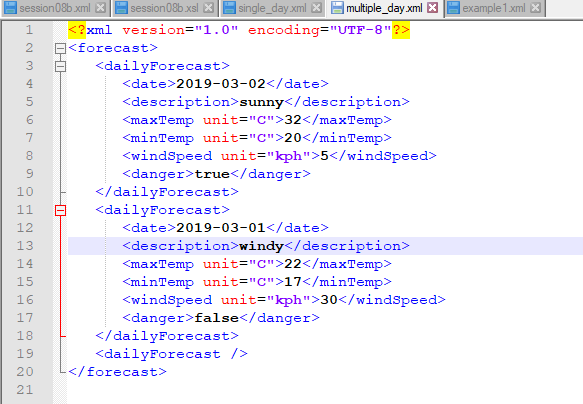 session08b.xml session08b.xsl single_day.xml multiple_day.xml example1.xml
1 <?xml version="1.0" encoding="UTF-8"?>
2 <forecast>
3 <dailyForecast>
4 <date>2019-03-02</date>
5 <description>sunny</description>
6 <maxTemp unit="C">32</maxTemp>
7 <minTemp unit="C">20</minTemp>
8 <windSpeed unit="kph">5</windSpeed>
9 <danger>true</danger>
10 </dailyForecast>
11 <dailyForecast>
12 <date>2019-03-01</date>
13 <description>windy</description>
14 <maxTemp unit="C">22</maxTemp>
15 <minTemp unit="C">17</minTemp>
16 <windSpeed unit="kph">30</windSpeed>
17 <danger>false</danger>
18 </dailyForecast>
19 <dailyForecast />
20 </forecast>
21